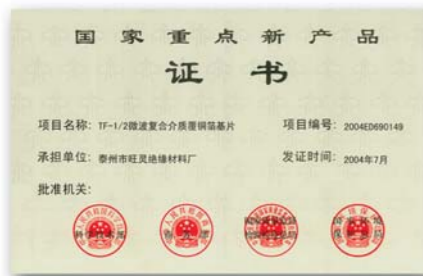 国家重点新产品
证书
项目名称: TF-1/2微波复合介质覆铜箔基片 项目编号: 2004ED690149
承担单位: 泰州市旺灵绝缘材料厂 发证时间: 2004年7月
批准机关: